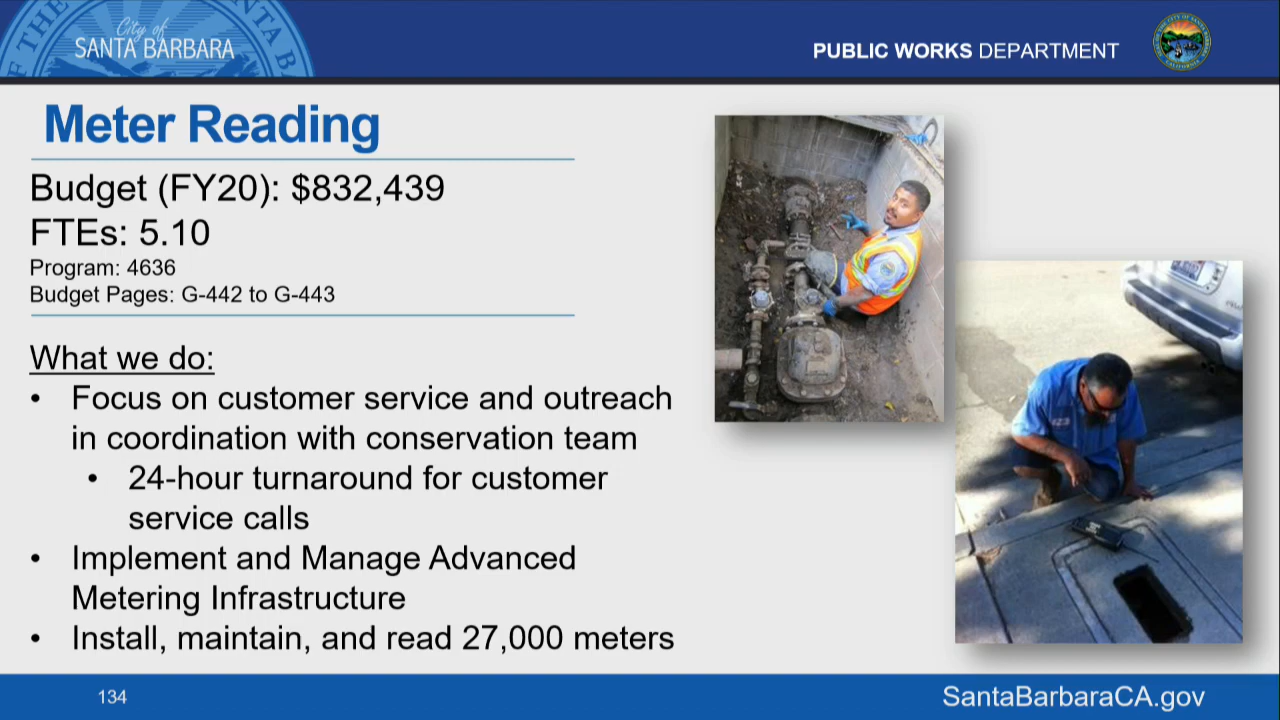 City of
SANTA BARBARA
PUBLIC WORKS DEPARTMENT
Meter Reading
Budget (FY20): $832,439
FTEs: 5.10
Program: 4636
Budget Pages: G-442 to G-443
What we do:
• Focus on customer service and outreach
in coordination with conservation team
• 24-hour turnaround for customer
service calls
• Implement and Manage Advanced
Metering Infrastructure
• Install, maintain, and read 27,000 meters
134
SantaBarbaraCA.gov